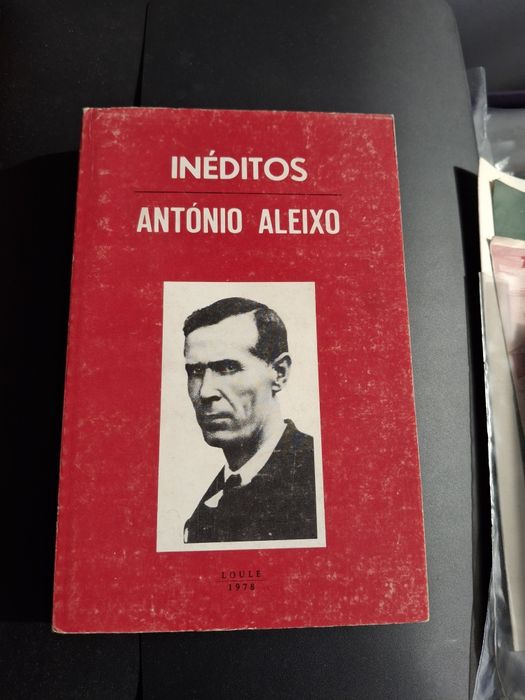 INÉDITOS
ANTÓNIO ALEIXO
LOULÉ
1978